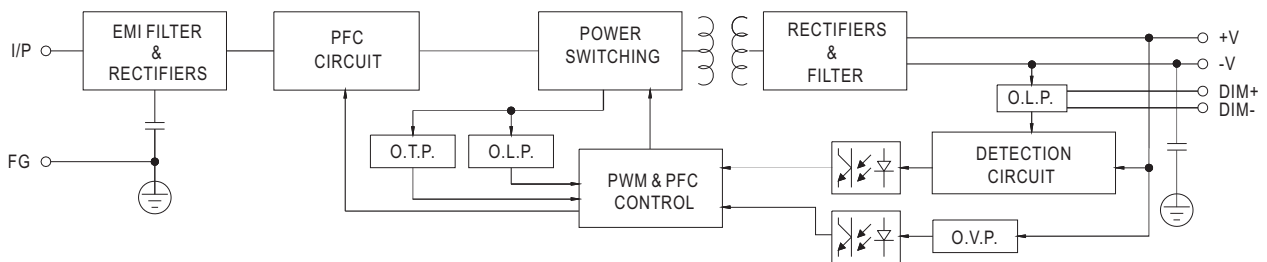 I/P
EMI FILTER
&
RECTIFIERS
PFC
CIRCUIT
POWER
SWITCHING
RECTIFIERS
&
FILTER
+V
-V
DIM+
DIM-
O.L.P.
FG
O.T.P.
O.L.P.
PWM & PFC
CONTROL
DETECTION
CIRCUIT
O.V.P.